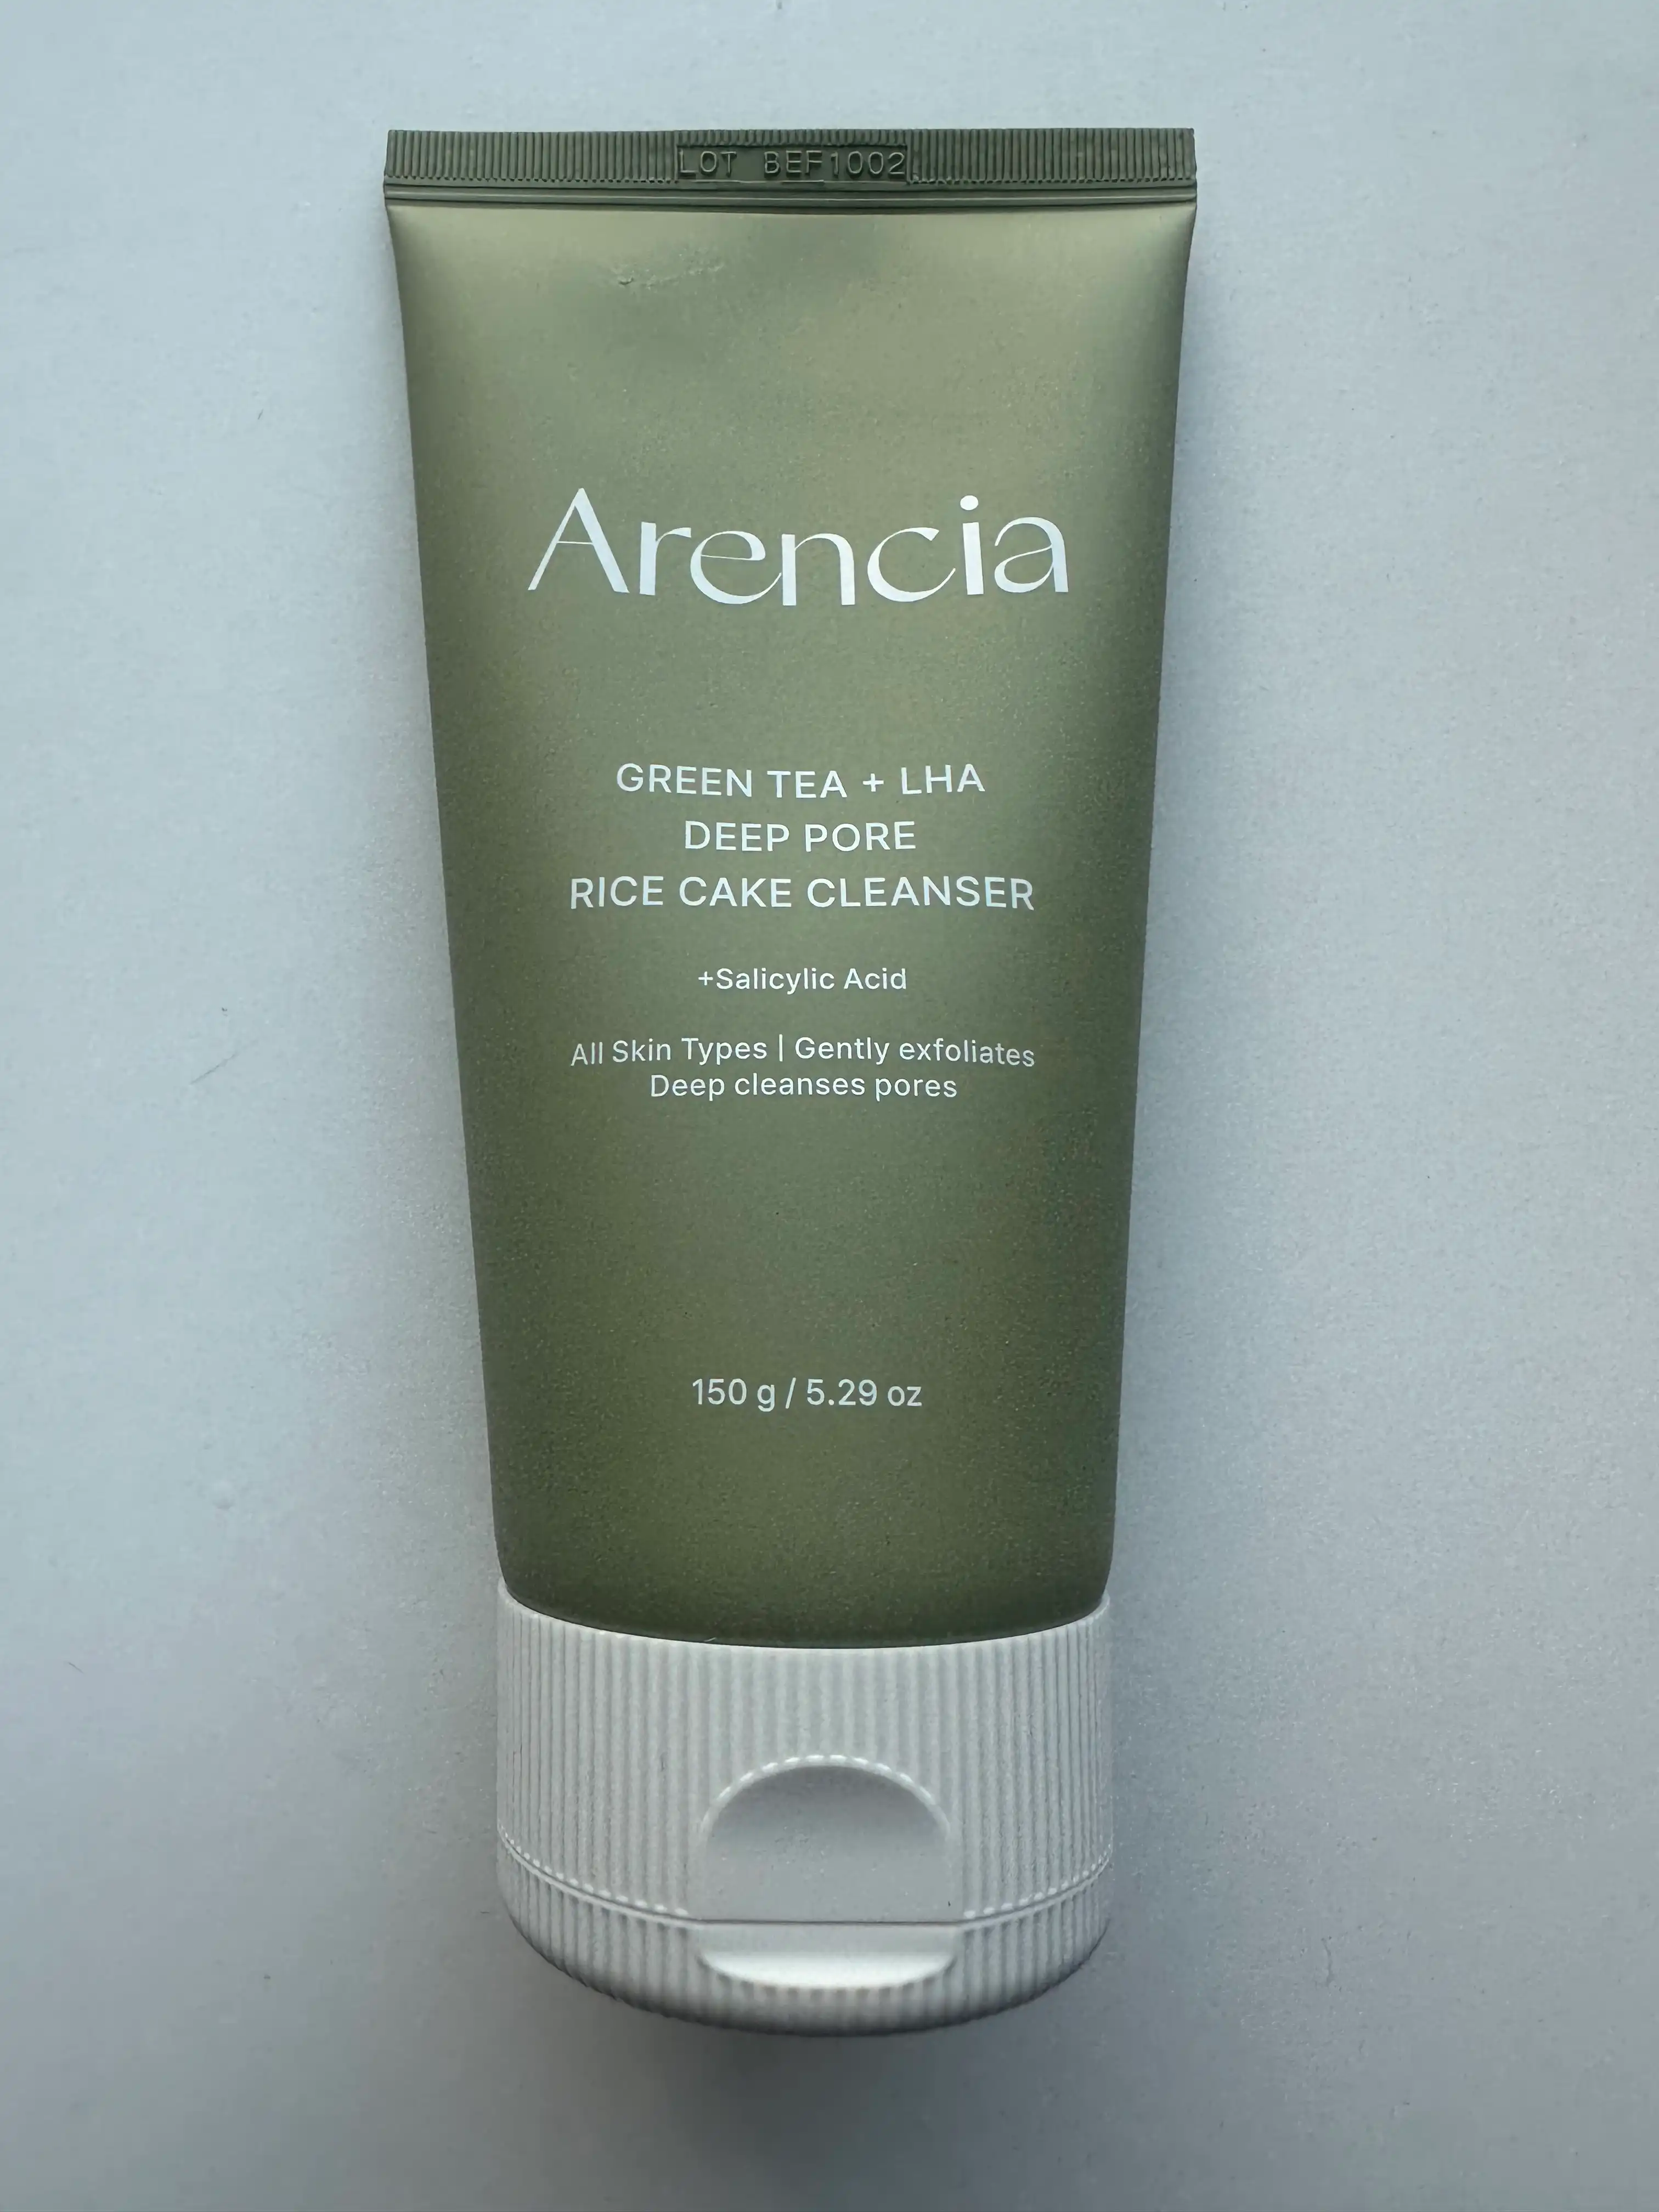 LOT BEF1002
Arencia
GREEN TEA + LHA
DEEP PORE
RICE CAKE CLEANSER
+Salicylic Acid
All Skin Types | Gently exfoliates
Deep cleanses pores
150 g / 5.29 oz